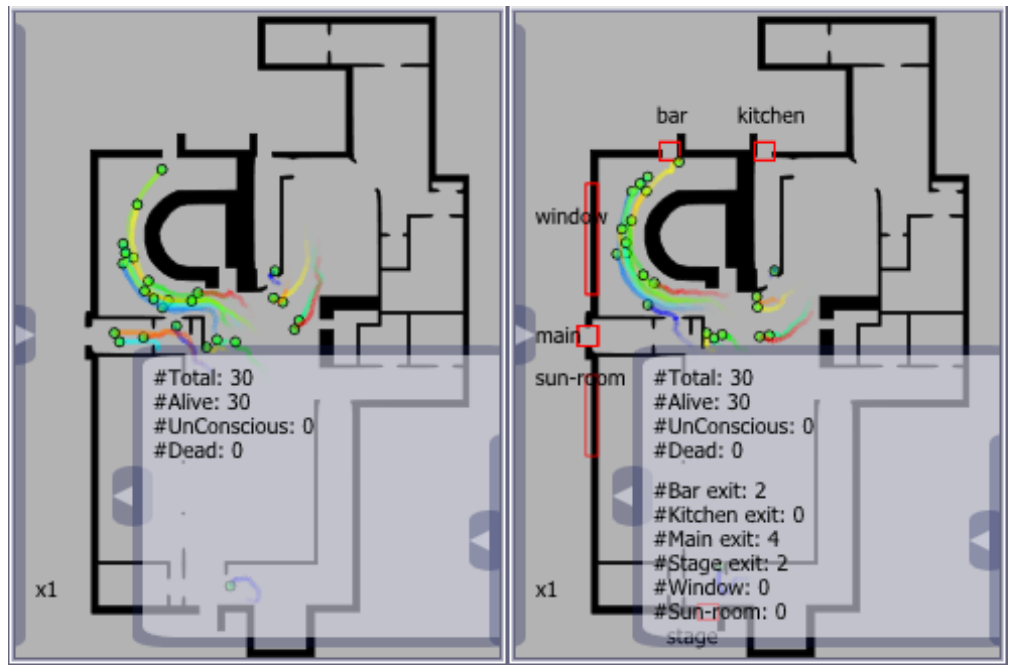 #Total: 30
#Alive: 30
#UnConscious: 0
#Dead: 0
x1
bar
kitchen
window
main
sun-room
#Total: 30
#Alive: 30
#UnConscious: 0
#Dead: 0
#Bar exit: 2
#Kitchen exit: 0
#Main exit: 4
#Stage exit: 2
#Window: 0
#Sun-room: 0
x1
stage